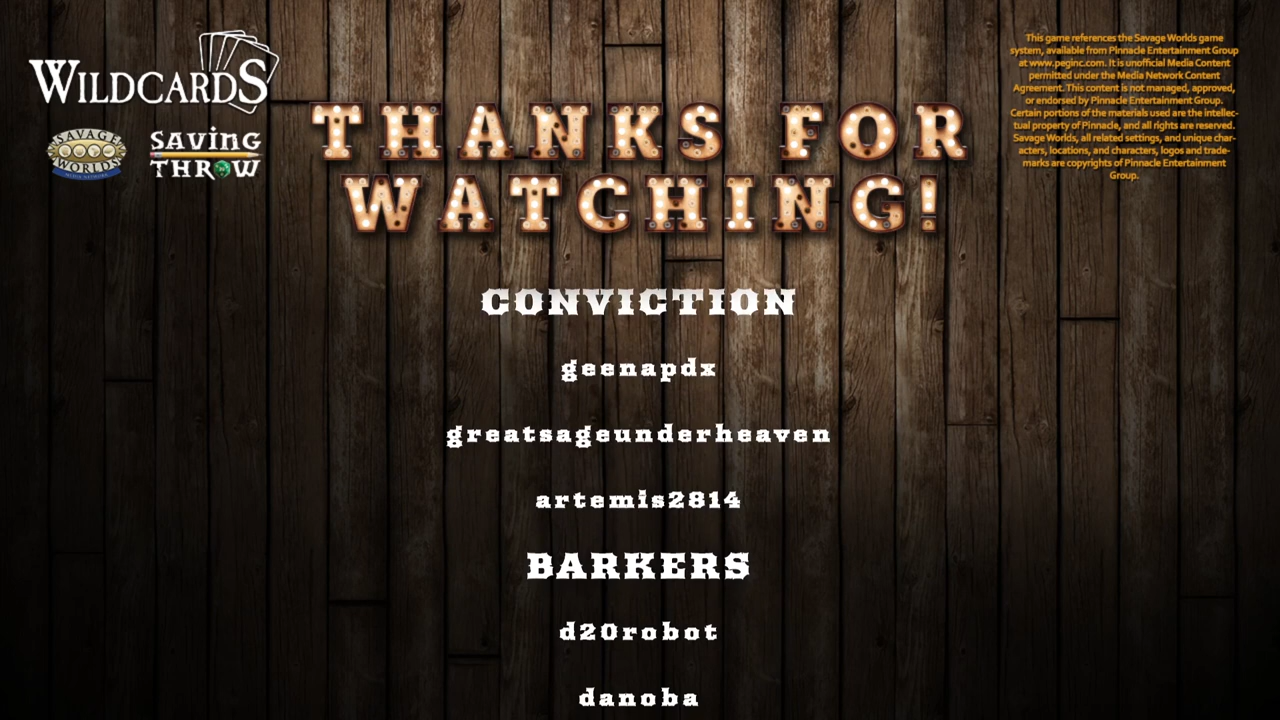 WILDCARDS
SAVAGE
WORLDS
MEDIA NETWORK
SAVING
THROW
This game references the Savage Worlds game
system, available from Pinnacle Entertainment Group
at www.peginc.com. It is unofficial Media Content
permitted under the Media Network Content
Agreement. This content is not managed, approved,
or endorsed by Pinnacle Entertainment Group.
Certain portions of the materials used are the intellec-
tual property of Pinnacle, and all rights are reserved.
Savage Worlds, all related settings, and unique char-
acters, locations, and characters, logos and trade-
marks are copyrights of Pinnacle Entertainment
Group.
THANKS FOR
WATCHING!
CONVICTION
geenapdx
greatsageunderheaven
artemis2814
BARKERS
d20robot
danoba